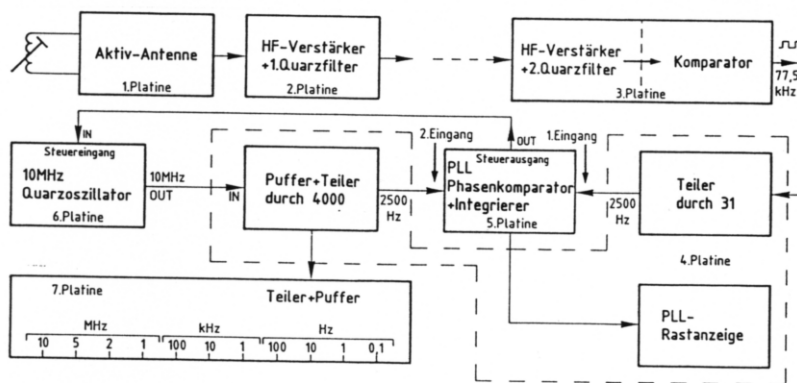 Aktiv-Antenne
1.Platine
HF-Verstärker
+1.Quarzfilter
2.Platine
HF-Verstärker
+2.Quarzfilter
Komparator
3.Platine
77,5
kHz
IN
Steuereingang
10MHz
Quarzoszillator
6.Platine
10MHz
OUT
IN
Puffer+Teiler
durch 4000
2500
Hz
2.Eingang
OUT
1.Eingang
Steuerausgang
PLL
Phasenkomparator
+Integrierer
5.Platine
2500
Hz
Teiler
durch 31
4.Platine
7.Platine
Teiler+Puffer
MHz kHz Hz
10 5 2 1 100 10 1 100 10 1 0,1
PLL-
Rastanzeige